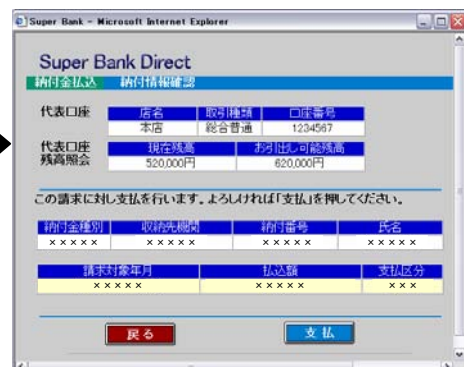 Super Bank - Microsoft Internet Explorer
Super Bank Direct
納付金払込 納付情報確認
代表口座 店名 取引種類 口座番号
本店 総合普通 1234567
代表口座 現在残高 お引出し可能残高
残高照会 520,000円 620,000円
この請求に対し支払を行います。よろしければ「支払」を押してください。
納付金種別 収納先機関 納付番号 氏名
××××× ××××× ××××× ×××××
請求対象年月 払込額 支払区分
××××× ××××× ×××
戻る 支払